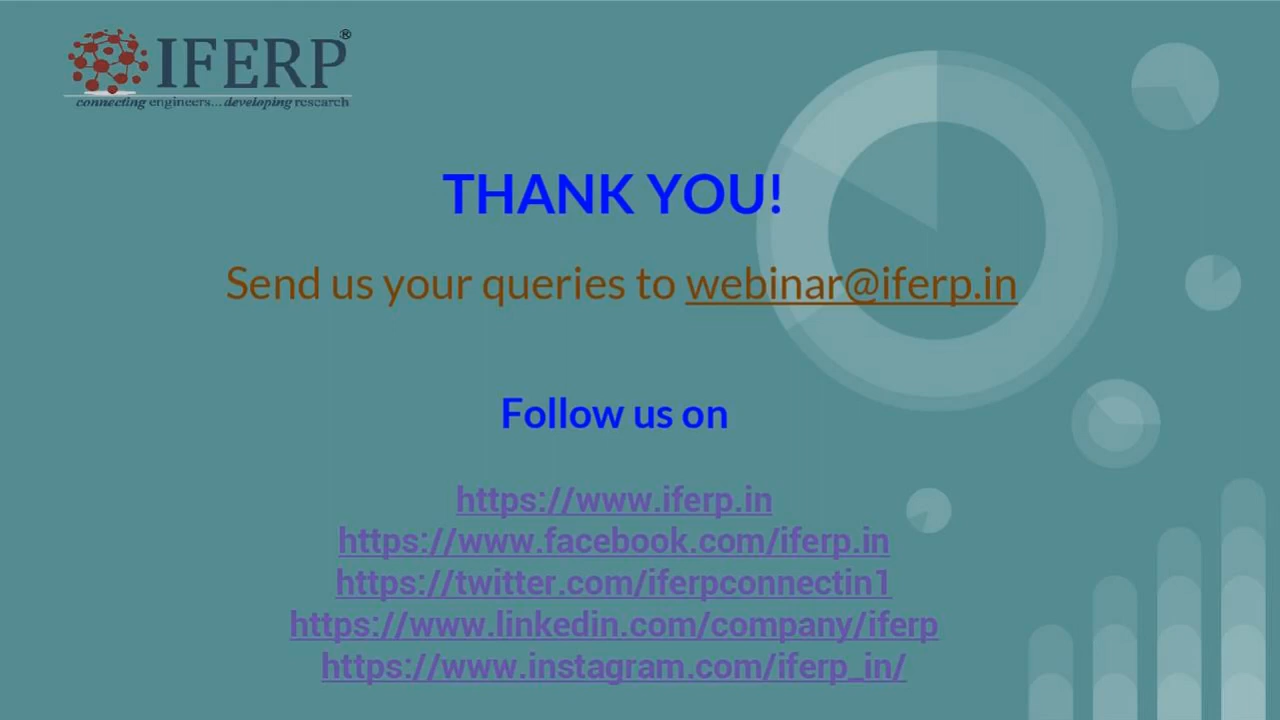 IFERP®
connecting engineers... developing research
THANK YOU!
Send us your queries to webinar@iferp.in
Follow us on
https://www.iferp.in
https://www.facebook.com/iferp.in
https://twitter.com/iferpconnectin1
https://www.linkedin.com/company/iferp
https://www.instagram.com/iferp_in/